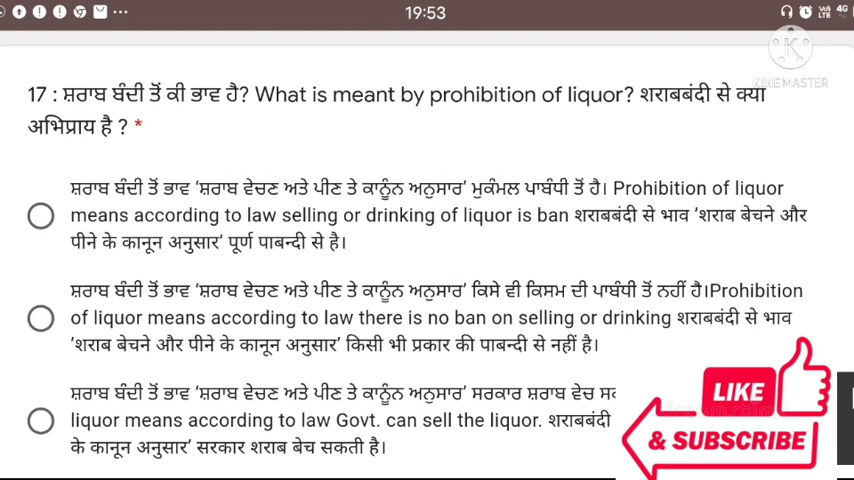 19:53
4G
LTE
K
KINEMASTER
17 : ਸ਼ਰਾਬ ਬੰਦੀ ਤੋਂ ਕੀ ਭਾਵ ਹੈ? What is meant by prohibition of liquor? शराबबंदी से क्या
अभिप्राय है ? *
ਸ਼ਰਾਬ ਬੰਦੀ ਤੋਂ ਭਾਵ ‘ਸ਼ਰਾਬ ਵੇਚਣ ਅਤੇ ਪੀਣ ਤੇ ਕਾਨੂੰਨ ਅਨੁਸਾਰ’ ਮੁਕੰਮਲ ਪਾਬੰਧੀ ਤੋਂ ਹੈ। Prohibition of liquor
means according to law selling or drinking of liquor is ban शराबबंदी से भाव ’शराब बेचने और
पीने के कानून अनुसार’ पूर्ण पाबन्दी से है।
ਸ਼ਰਾਬ ਬੰਦੀ ਤੋਂ ਭਾਵ ‘ਸ਼ਰਾਬ ਵੇਚਣ ਅਤੇ ਪੀਣ ਤੇ ਕਾਨੂੰਨ ਅਨੁਸਾਰ’ ਕਿਸੇ ਵੀ ਕਿਸਮ ਦੀ ਪਾਬੰਧੀ ਤੋਂ ਨਹੀਂ ਹੈ।Prohibition
of liquor means according to law there is no ban on selling or drinking शराबबंदी से भाव
’शराब बेचने और पीने के कानून अनुसार’ किसी भी प्रकार की पाबन्दी से नहीं है।
ਸ਼ਰਾਬ ਬੰਦੀ ਤੋਂ ਭਾਵ ‘ਸ਼ਰਾਬ ਵੇਚਣ ਅਤੇ ਪੀਣ ਤੇ ਕਾਨੂੰਨ ਅਨੁਸਾਰ’ ਸਰਕਾਰ ਸ਼ਰਾਬ ਵੇਚ
liquor means according to law Govt. can sell the liquor. शराबबंदी
के कानून अनुसार’ सरकार शराब बेच सकती है।
LIKE
& SUBSCRIBE